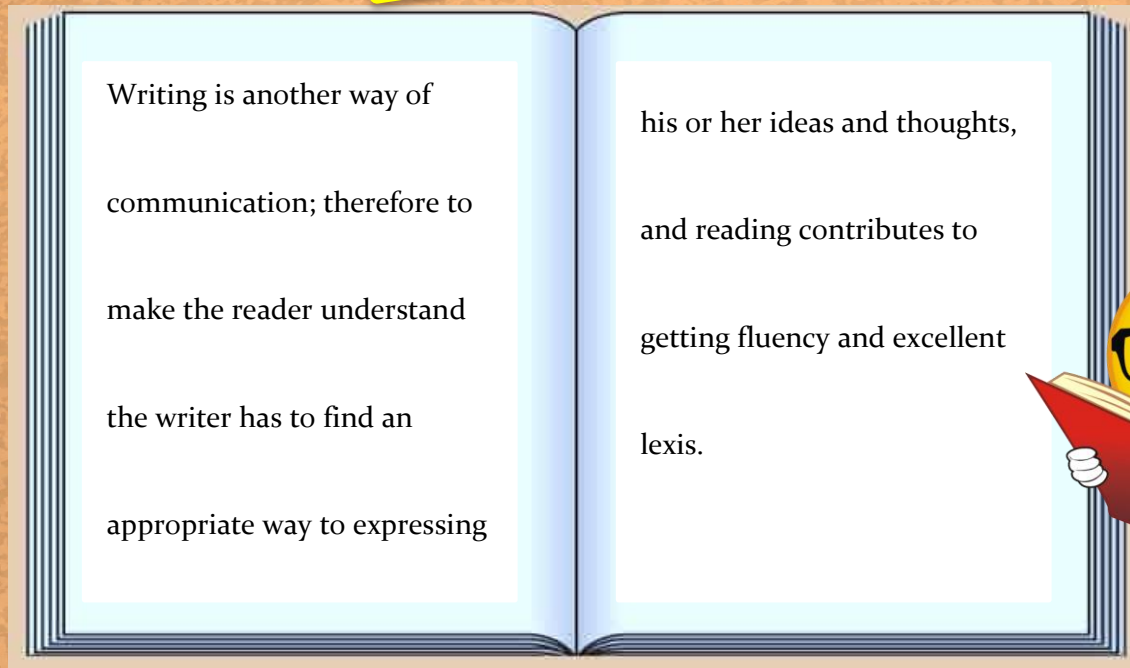 Writing is another way of
communication; therefore to
make the reader understand
the writer has to find an
appropriate way to expressing
his or her ideas and thoughts,
and reading contributes to
getting fluency and excellent
lexis.